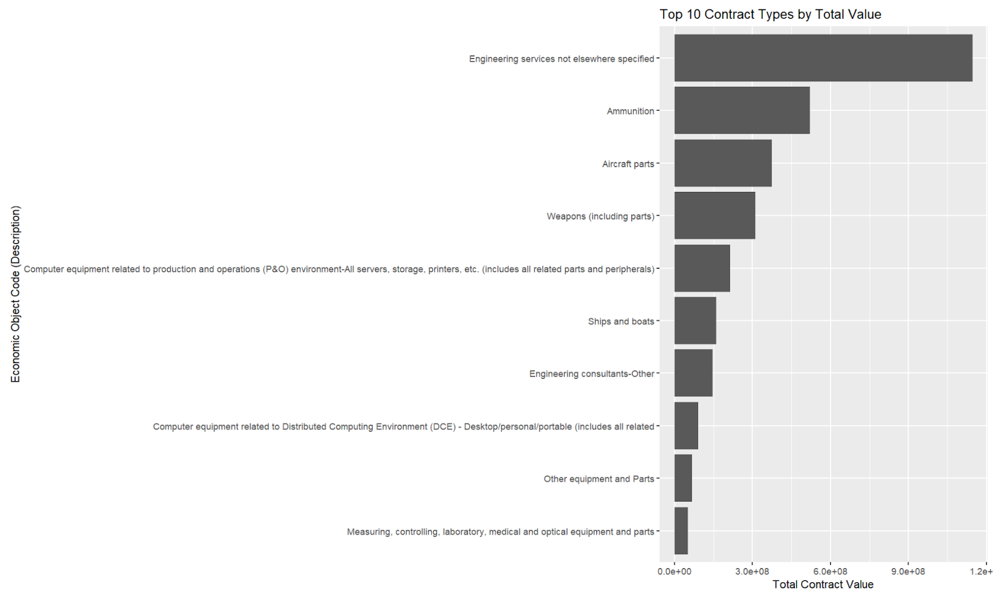 Top 10 Contract Types by Total Value
Engineering services not elsewhere specified
Ammunition
Aircraft parts
Weapons (including parts)
Computer equipment related to production and operations (P&O) environment-All servers, storage, printers, etc. (includes all related parts and peripherals)
Ships and boats
Engineering consultants-Other
Computer equipment related to Distributed Computing Environment (DCE) - Desktop/personal/portable (includes all related
Other equipment and Parts
Measuring, controlling, laboratory, medical and optical equipment and parts
Economic Object Code (Description)
0.0e+00 3.0e+08 6.0e+08 9.0e+08 1.2e+
Total Contract Value